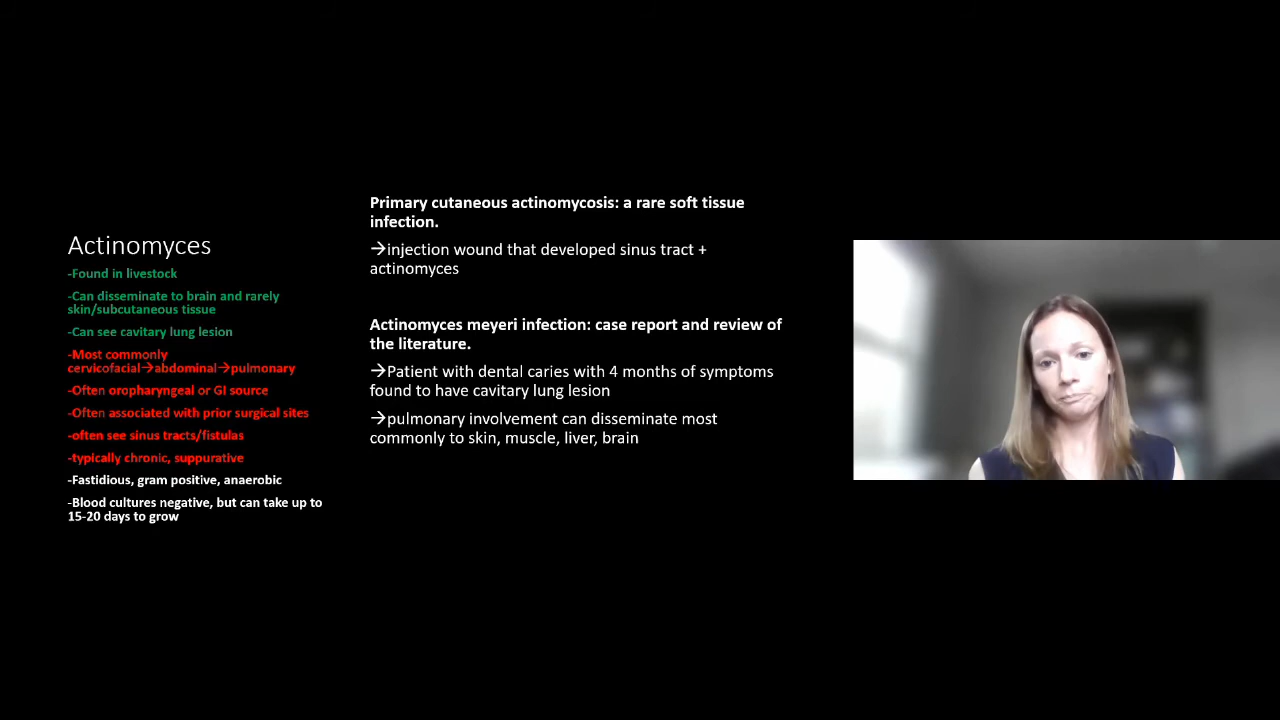 Actinomyces
-Found in livestock
-Can disseminate to brain and rarely
skin/subcutaneous tissue
-Can see cavitary lung lesion
-Most commonly
cervicofacial→abdominal→pulmonary
-Often oropharyngeal or GI source
-Often associated with prior surgical sites
-often see sinus tracts/fistulas
-typically chronic, suppurative
-Fastidious, gram positive, anaerobic
-Blood cultures negative, but can take up to
15-20 days to grow
Primary cutaneous actinomycosis: a rare soft tissue
infection.
→injection wound that developed sinus tract +
actinomyces
Actinomyces meyeri infection: case report and review of
the literature.
→Patient with dental caries with 4 months of symptoms
found to have cavitary lung lesion
→pulmonary involvement can disseminate most
commonly to skin, muscle, liver, brain